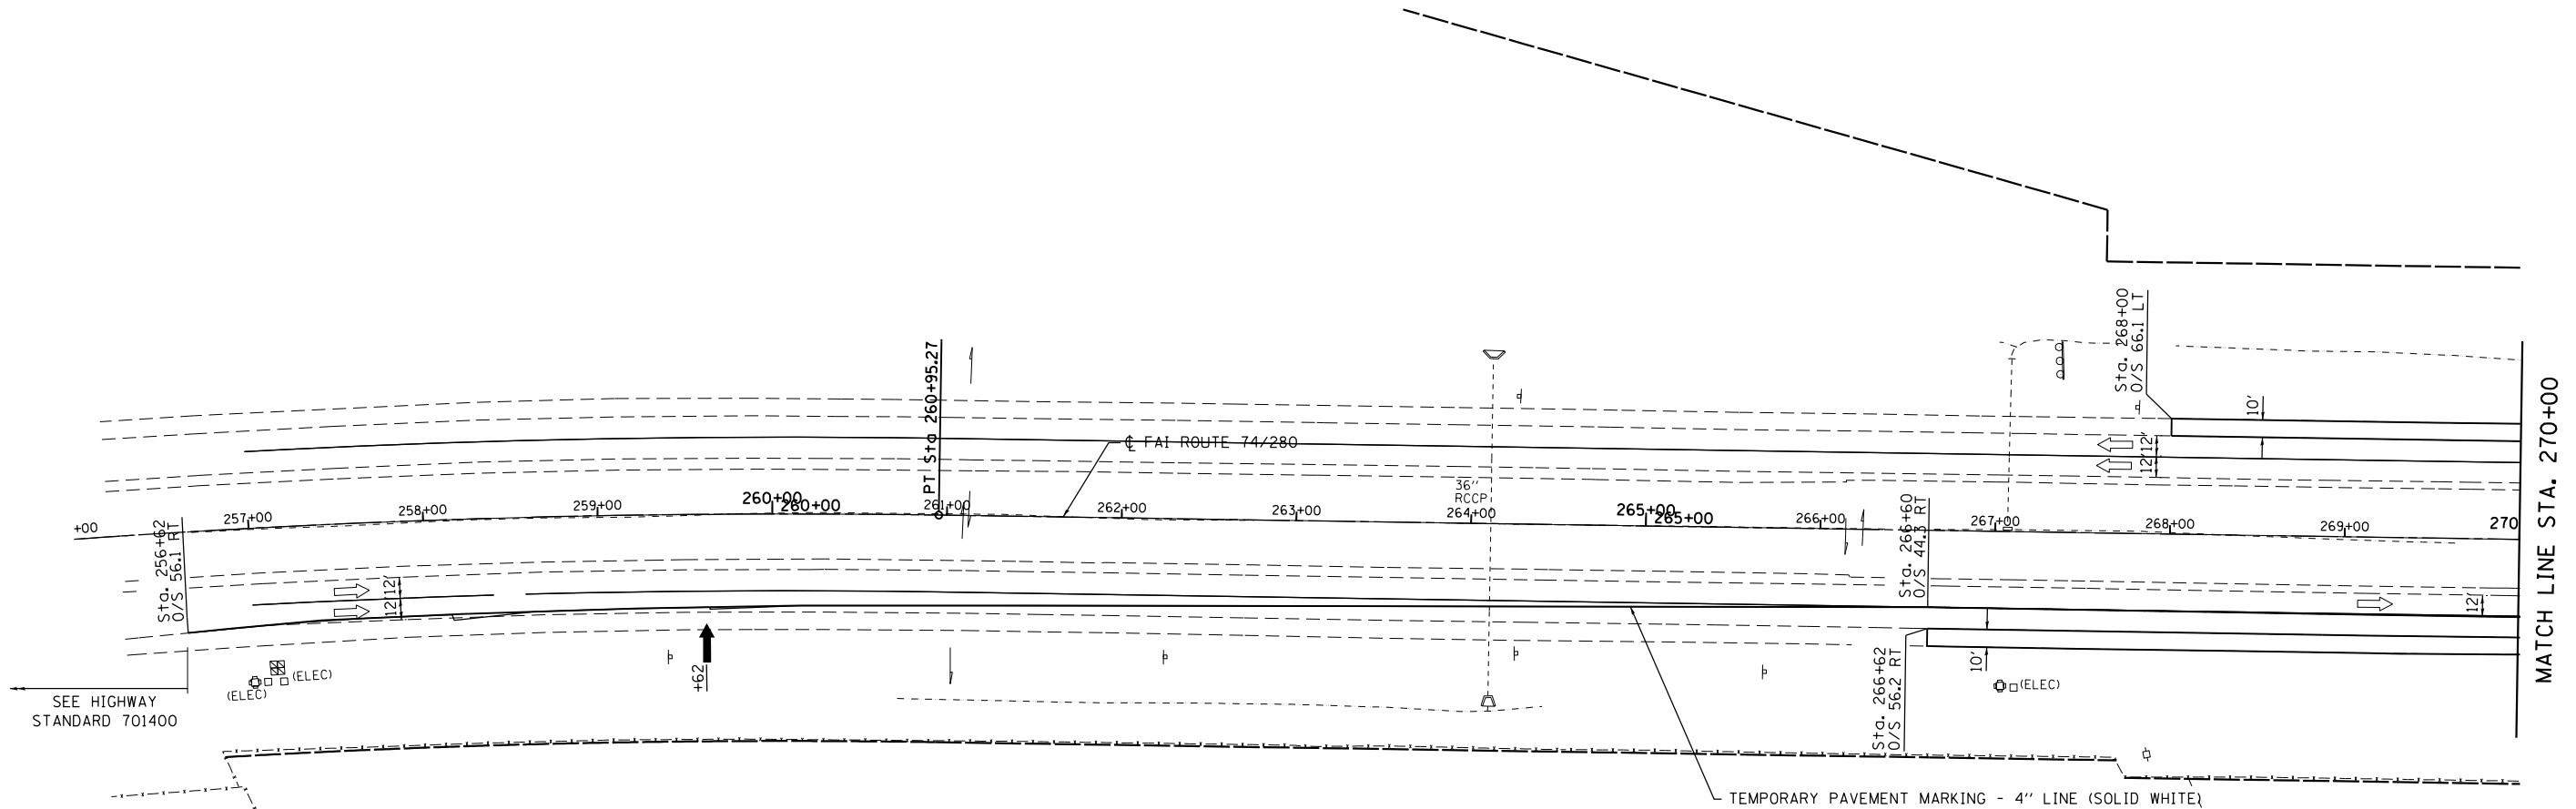 Sta. 268+00
O/S 66.1 LT
PT Sta 260+95.27
10'
12'
12'
℄ FAI ROUTE 74/280
MATCH LINE STA. 270+00
36''
RCCP
+00
257+00
258+00
259+00
260+00
260+00
261+00
262+00
263+00
264+00
265+00
265+00
266+00
267+00
268+00
269+00
270
Sta. 256+62
O/S 56.1 RT
Sta. 266+60
O/S 44.3 RT
12'
12'
12'
+62
10'
(ELEC)
(ELEC)
(ELEC)
Sta. 266+62
O/S 56.2 RT
SEE HIGHWAY
STANDARD 701400
TEMPORARY PAVEMENT MARKING - 4'' LINE (SOLID WHITE)